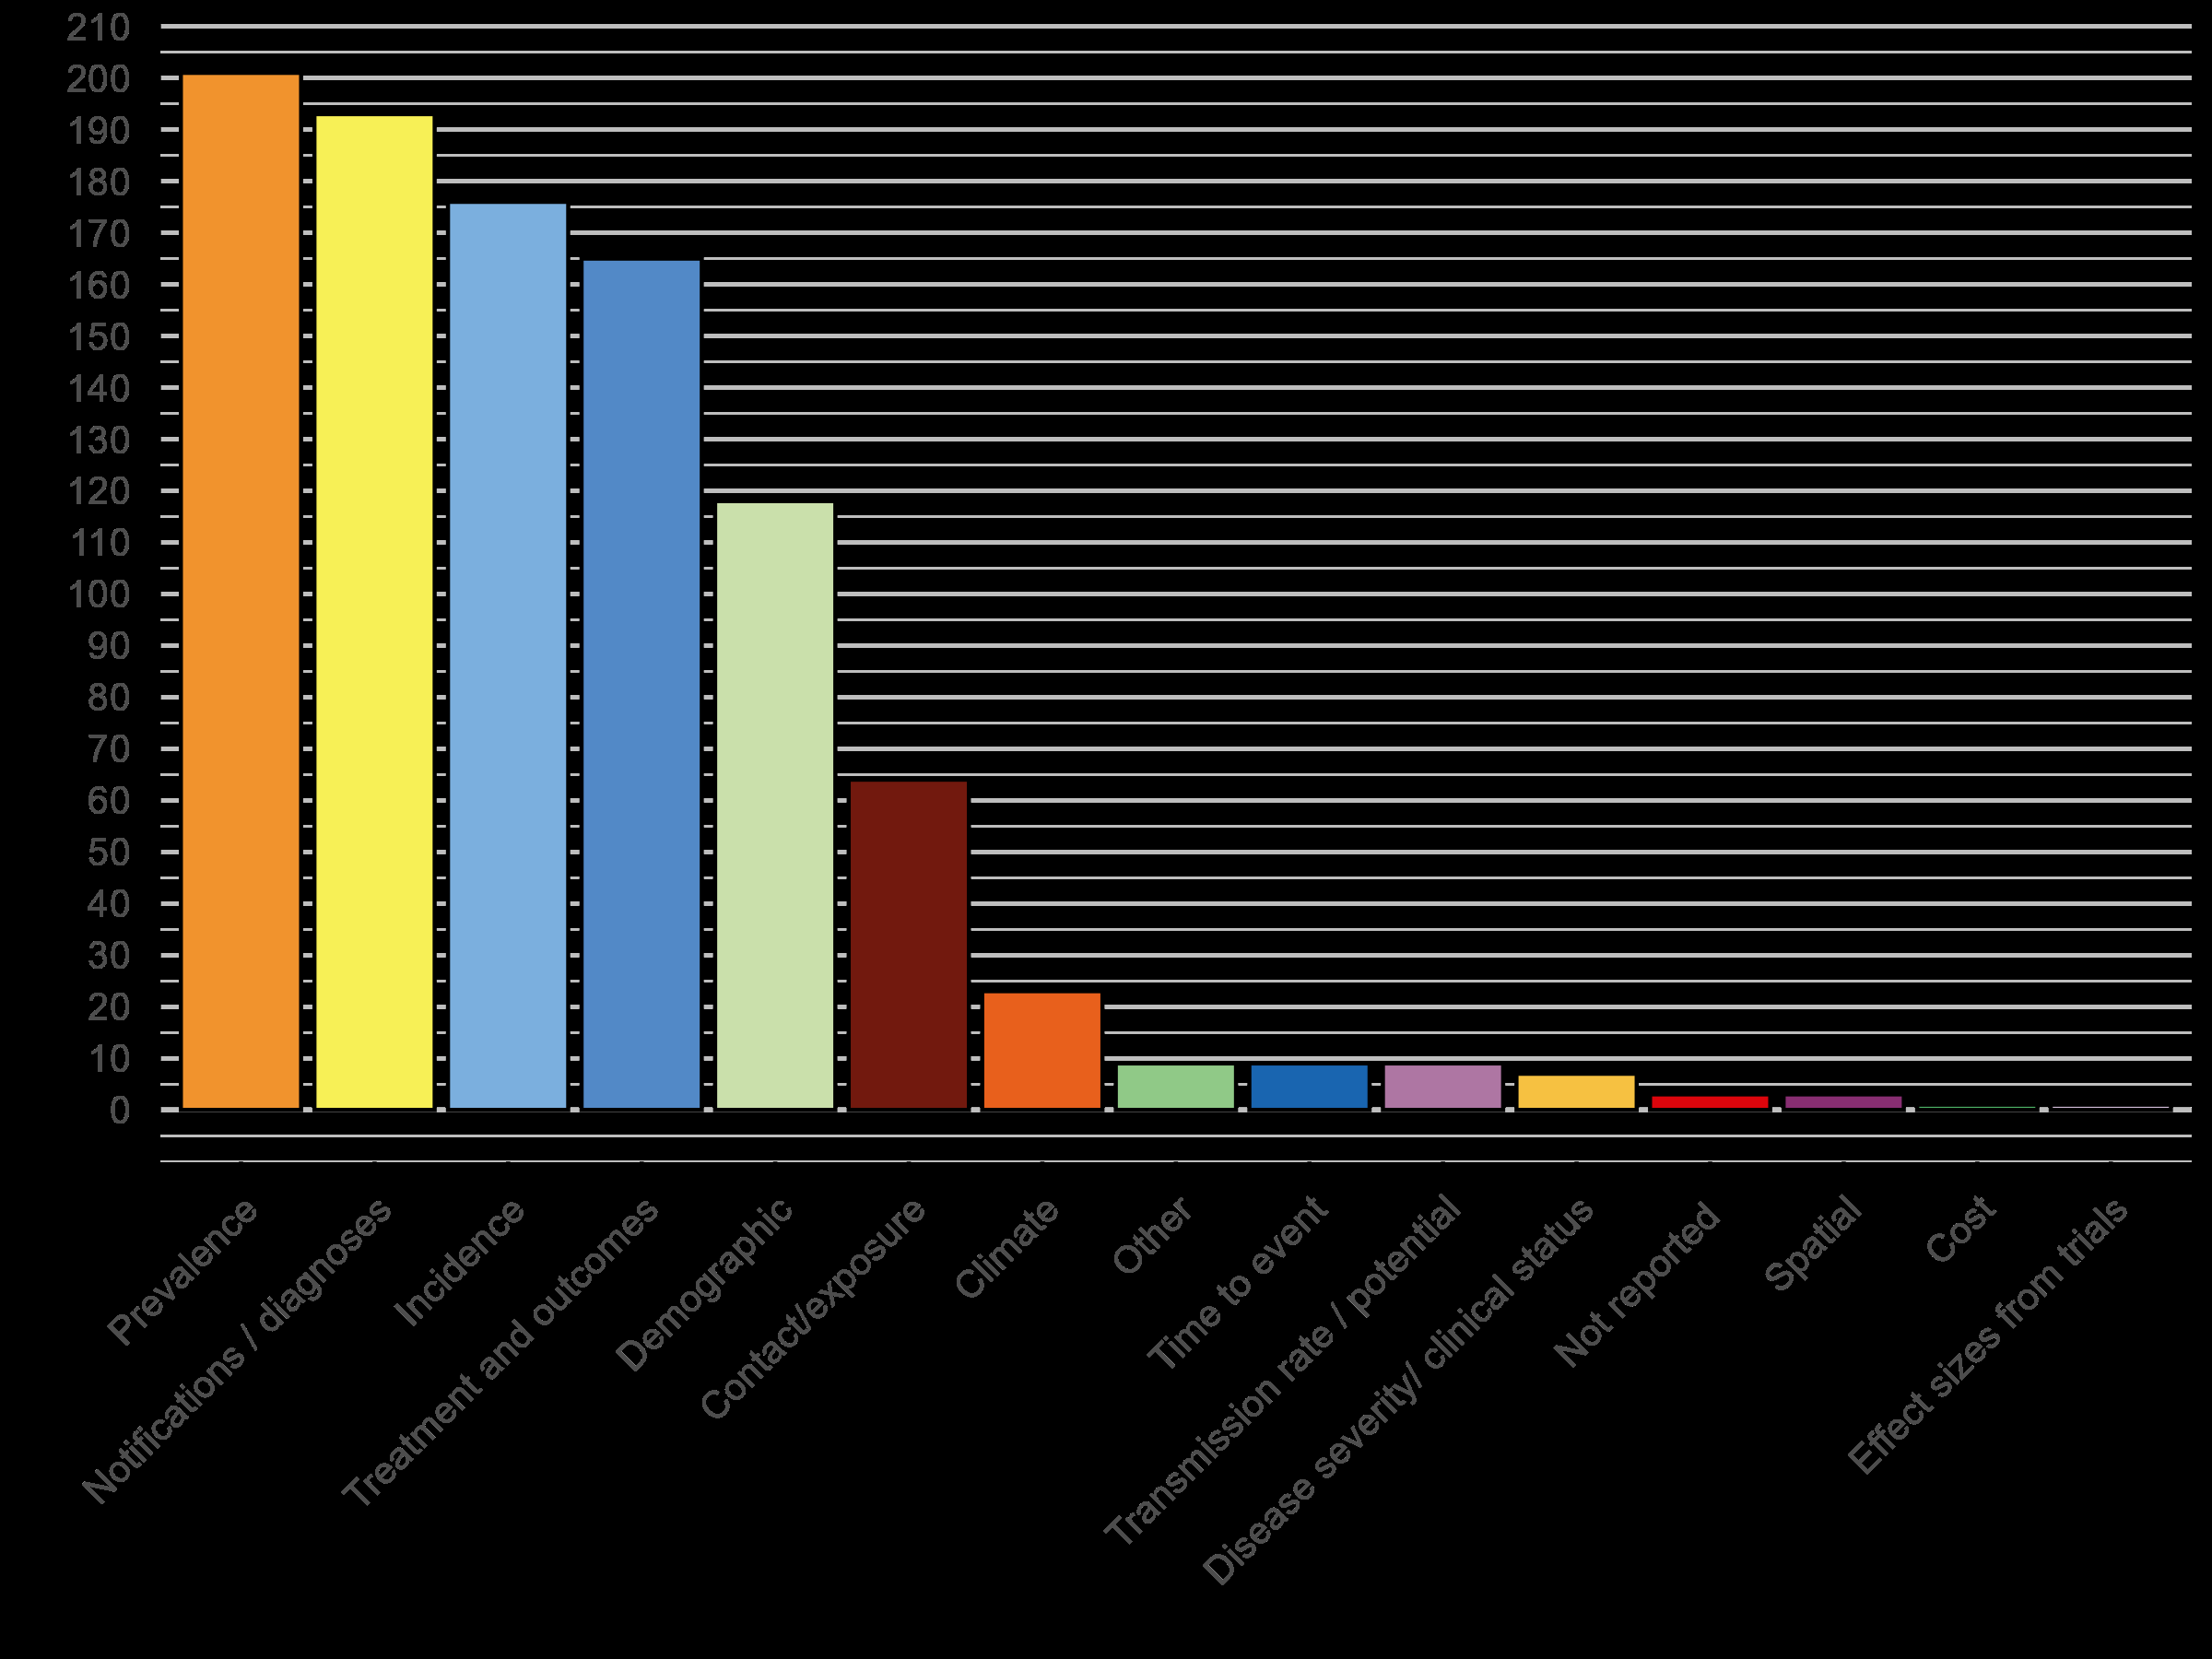 210
200
190
180
170
160
150
140
130
120
110
100
90
80
70
60
50
40
30
20
10
0
Prevalence
Notifications / diagnoses
Incidence
Treatment and outcomes
Demographic
Contact/exposure
Climate
Other
Time to event
Transmission rate / potential
Disease severity/ clinical status
Not reported
Spatial
Cost
Effect sizes from trials